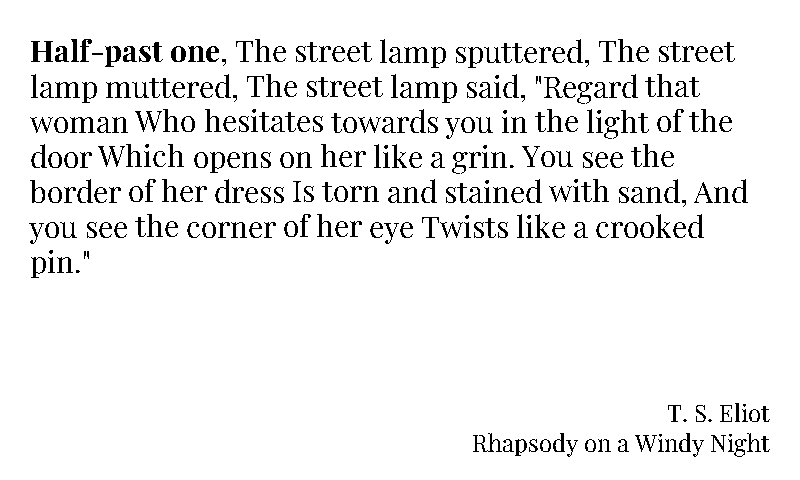 Half-past one, The street lamp sputtered, The street
lamp muttered, The street lamp said, "Regard that
woman Who hesitates towards you in the light of the
door Which opens on her like a grin. You see the
border of her dress Is torn and stained with sand, And
you see the corner of her eye Twists like a crooked
pin."
T. S. Eliot
Rhapsody on a Windy Night